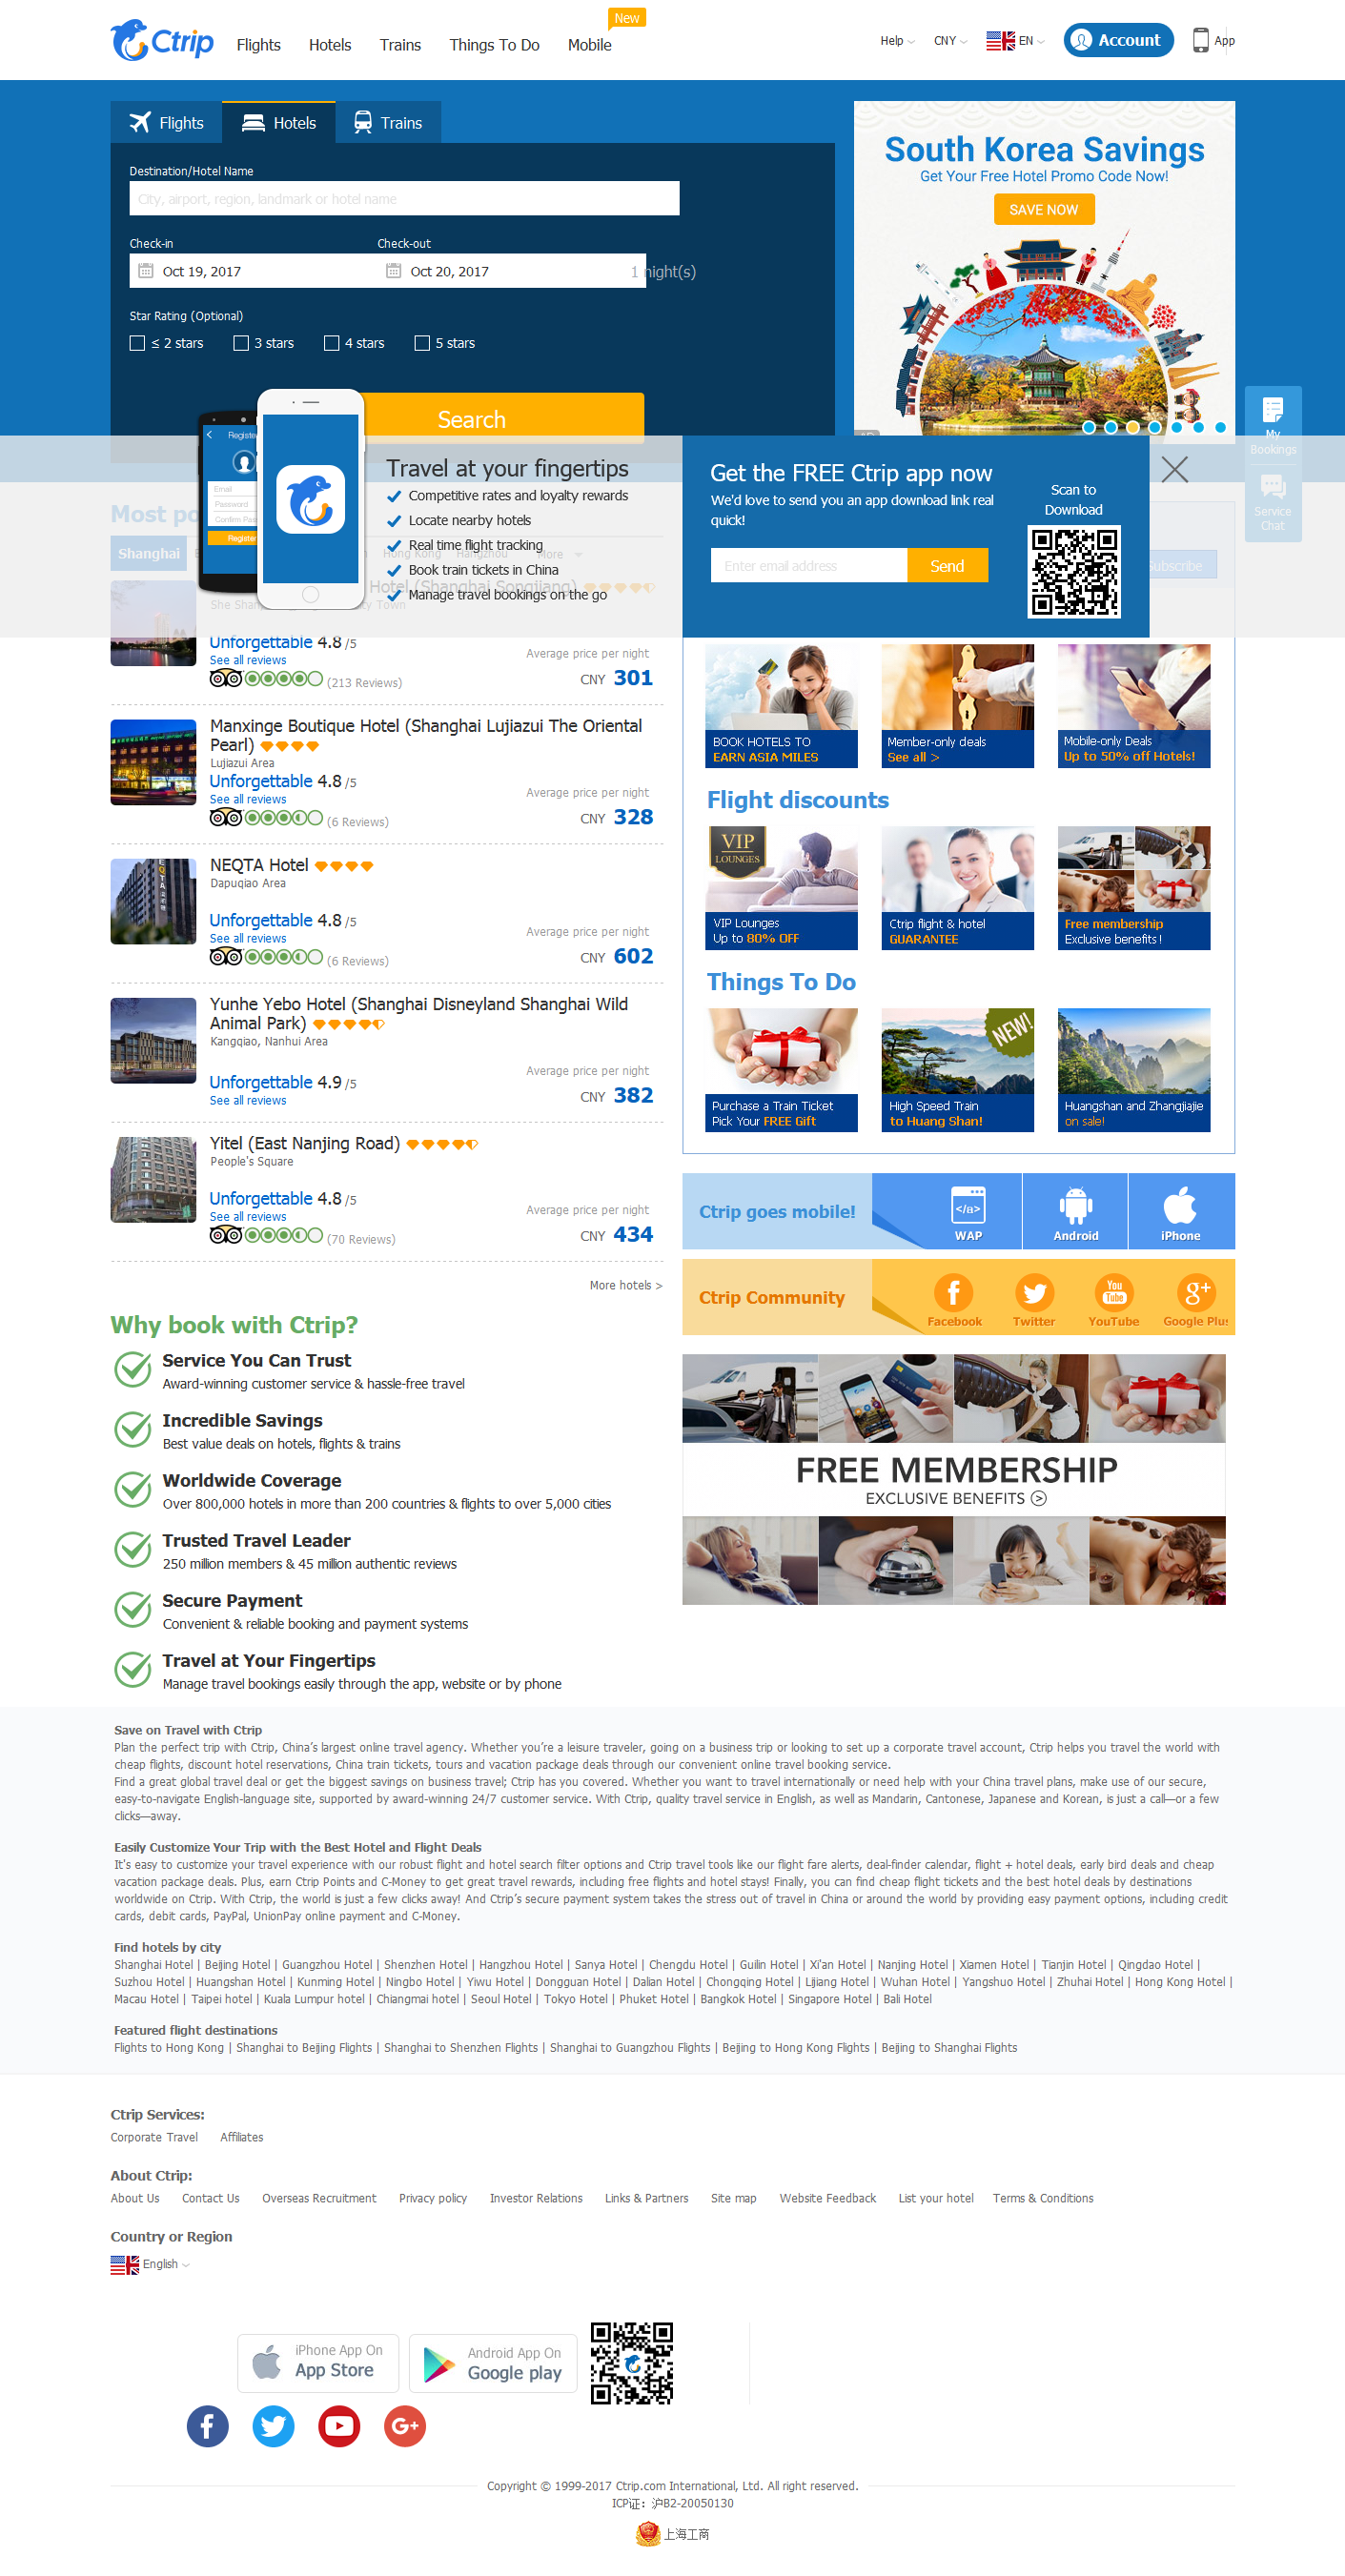 Ctrip
Flights
Hotels
Trains
Things To Do
Mobile
New
Help
CNY
EN
Account
App
Flights
Hotels
Trains
Destination/Hotel Name
City, airport, region, landmark or hotel name
Check-in
Check-out
Oct 19, 2017
Oct 20, 2017
1 night(s)
Star Rating (Optional)
≤ 2 stars
3 stars
4 stars
5 stars
Search
South Korea Savings
Get Your Free Hotel Promo Code Now!
SAVE NOW
My
Bookings
Service
Chat
Travel at your fingertips
Competitive rates and loyalty rewards
Locate nearby hotels
Real time flight tracking
Book train tickets in China
Manage travel bookings on the go
Get the FREE Ctrip app now
We'd love to send you an app download link real
quick!
Enter email address
Send
Scan to
Download
Subscribe
Register
Email
Password
Register
Most po
Shanghai
Hong Kong
Hangzhou
More
Hotel (Shanghai Songjiang)
She Shan
Town
Unforgettable 4.8 /5
See all reviews
(213 Reviews)
Average price per night
CNY 301
Manxinge Boutique Hotel (Shanghai Lujiazui The Oriental
Pearl)
Lujiazui Area
Unforgettable 4.8 /5
See all reviews
(6 Reviews)
Average price per night
CNY 328
NEQTA Hotel
Dapuqiao Area
Unforgettable 4.8 /5
See all reviews
(6 Reviews)
Average price per night
CNY 602
Yunhe Yebo Hotel (Shanghai Disneyland Shanghai Wild
Animal Park)
Kangqiao, Nanhui Area
Unforgettable 4.9 /5
See all reviews
Average price per night
CNY 382
Yitel (East Nanjing Road)
People's Square
Unforgettable 4.8 /5
See all reviews
(70 Reviews)
Average price per night
CNY 434
More hotels >
BOOK HOTELS TO
EARN ASIA MILES
Member-only deals
See all >
Mobile-only Deals
Up to 50% off Hotels!
Flight discounts
VIP
LOUNGES
VIP Lounges
Up to 80% OFF
Ctrip flight & hotel
GUARANTEE
Free membership
Exclusive benefits !
Things To Do
Purchase a Train Ticket
Pick Your FREE Gift
NEW!
High Speed Train
to Huang Shan!
Huangshan and Zhangjiajie
on sale!
Ctrip goes mobile!
</a>
WAP
Android
iPhone
Ctrip Community
Facebook
Twitter
You
Tube
YouTube
g+
Google Plus
FREE MEMBERSHIP
EXCLUSIVE BENEFITS >
Why book with Ctrip?
Service You Can Trust
Award-winning customer service & hassle-free travel
Incredible Savings
Best value deals on hotels, flights & trains
Worldwide Coverage
Over 800,000 hotels in more than 200 countries & flights to over 5,000 cities
Trusted Travel Leader
250 million members & 45 million authentic reviews
Secure Payment
Convenient & reliable booking and payment systems
Travel at Your Fingertips
Manage travel bookings easily through the app, website or by phone
Save on Travel with Ctrip
Plan the perfect trip with Ctrip, China’s largest online travel agency. Whether you’re a leisure traveler, going on a business trip or looking to set up a corporate travel account, Ctrip helps you travel the world with
cheap flights, discount hotel reservations, China train tickets, tours and vacation package deals through our convenient online travel booking service.
Find a great global travel deal or get the biggest savings on business travel; Ctrip has you covered. Whether you want to travel internationally or need help with your China travel plans, make use of our secure,
easy-to-navigate English-language site, supported by award-winning 24/7 customer service. With Ctrip, quality travel service in English, as well as Mandarin, Cantonese, Japanese and Korean, is just a call—or a few
clicks—away.
Easily Customize Your Trip with the Best Hotel and Flight Deals
It's easy to customize your travel experience with our robust flight and hotel search filter options and Ctrip travel tools like our flight fare alerts, deal-finder calendar, flight + hotel deals, early bird deals and cheap
vacation package deals. Plus, earn Ctrip Points and C-Money to get great travel rewards, including free flights and hotel stays! Finally, you can find cheap flight tickets and the best hotel deals by destinations
worldwide on Ctrip. With Ctrip, the world is just a few clicks away! And Ctrip’s secure payment system takes the stress out of travel in China or around the world by providing easy payment options, including credit
cards, debit cards, PayPal, UnionPay online payment and C-Money.
Find hotels by city
Shanghai Hotel | Beijing Hotel | Guangzhou Hotel | Shenzhen Hotel | Hangzhou Hotel | Sanya Hotel | Chengdu Hotel | Guilin Hotel | Xi'an Hotel | Nanjing Hotel | Xiamen Hotel | Tianjin Hotel | Qingdao Hotel |
Suzhou Hotel | Huangshan Hotel | Kunming Hotel | Ningbo Hotel | Yiwu Hotel | Dongguan Hotel | Dalian Hotel | Chongqing Hotel | Lijiang Hotel | Wuhan Hotel | Yangshuo Hotel | Zhuhai Hotel | Hong Kong Hotel |
Macau Hotel | Taipei hotel | Kuala Lumpur hotel | Chiangmai hotel | Seoul Hotel | Tokyo Hotel | Phuket Hotel | Bangkok Hotel | Singapore Hotel | Bali Hotel
Featured flight destinations
Flights to Hong Kong | Shanghai to Beijing Flights | Shanghai to Shenzhen Flights | Shanghai to Guangzhou Flights | Beijing to Hong Kong Flights | Beijing to Shanghai Flights
Ctrip Services:
Corporate Travel
Affiliates
About Ctrip:
About Us
Contact Us
Overseas Recruitment
Privacy policy
Investor Relations
Links & Partners
Site map
Website Feedback
List your hotel
Terms & Conditions
Country or Region
English
iPhone App On
App Store
Android App On
Google play
G+
Copyright © 1999-2017 Ctrip.com International, Ltd. All right reserved.
ICP证：沪B2-20050130
上海工商